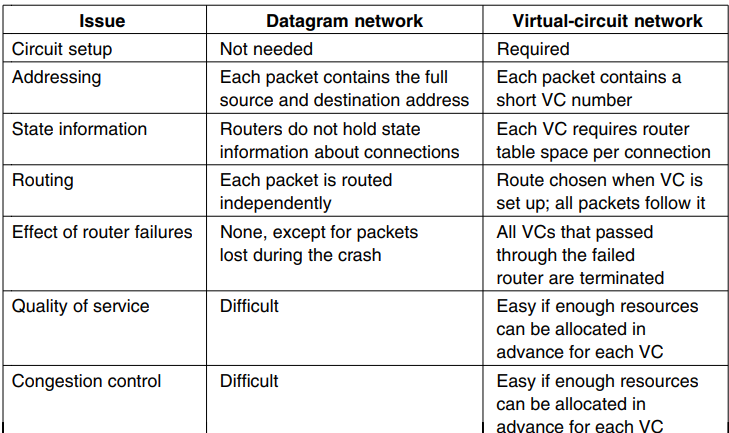 Issue Datagram network Virtual-circuit network
Circuit setup Not needed Required
Addressing Each packet contains the full Each packet contains a
source and destination address short VC number
State information Routers do not hold state Each VC requires router
information about connections table space per connection
Routing Each packet is routed Route chosen when VC is
independently set up; all packets follow it
Effect of router failures None, except for packets All VCs that passed
lost during the crash through the failed
router are terminated
Quality of service Difficult Easy if enough resources
can be allocated in
advance for each VC
Congestion control Difficult Easy if enough resources
can be allocated in
advance for each VC